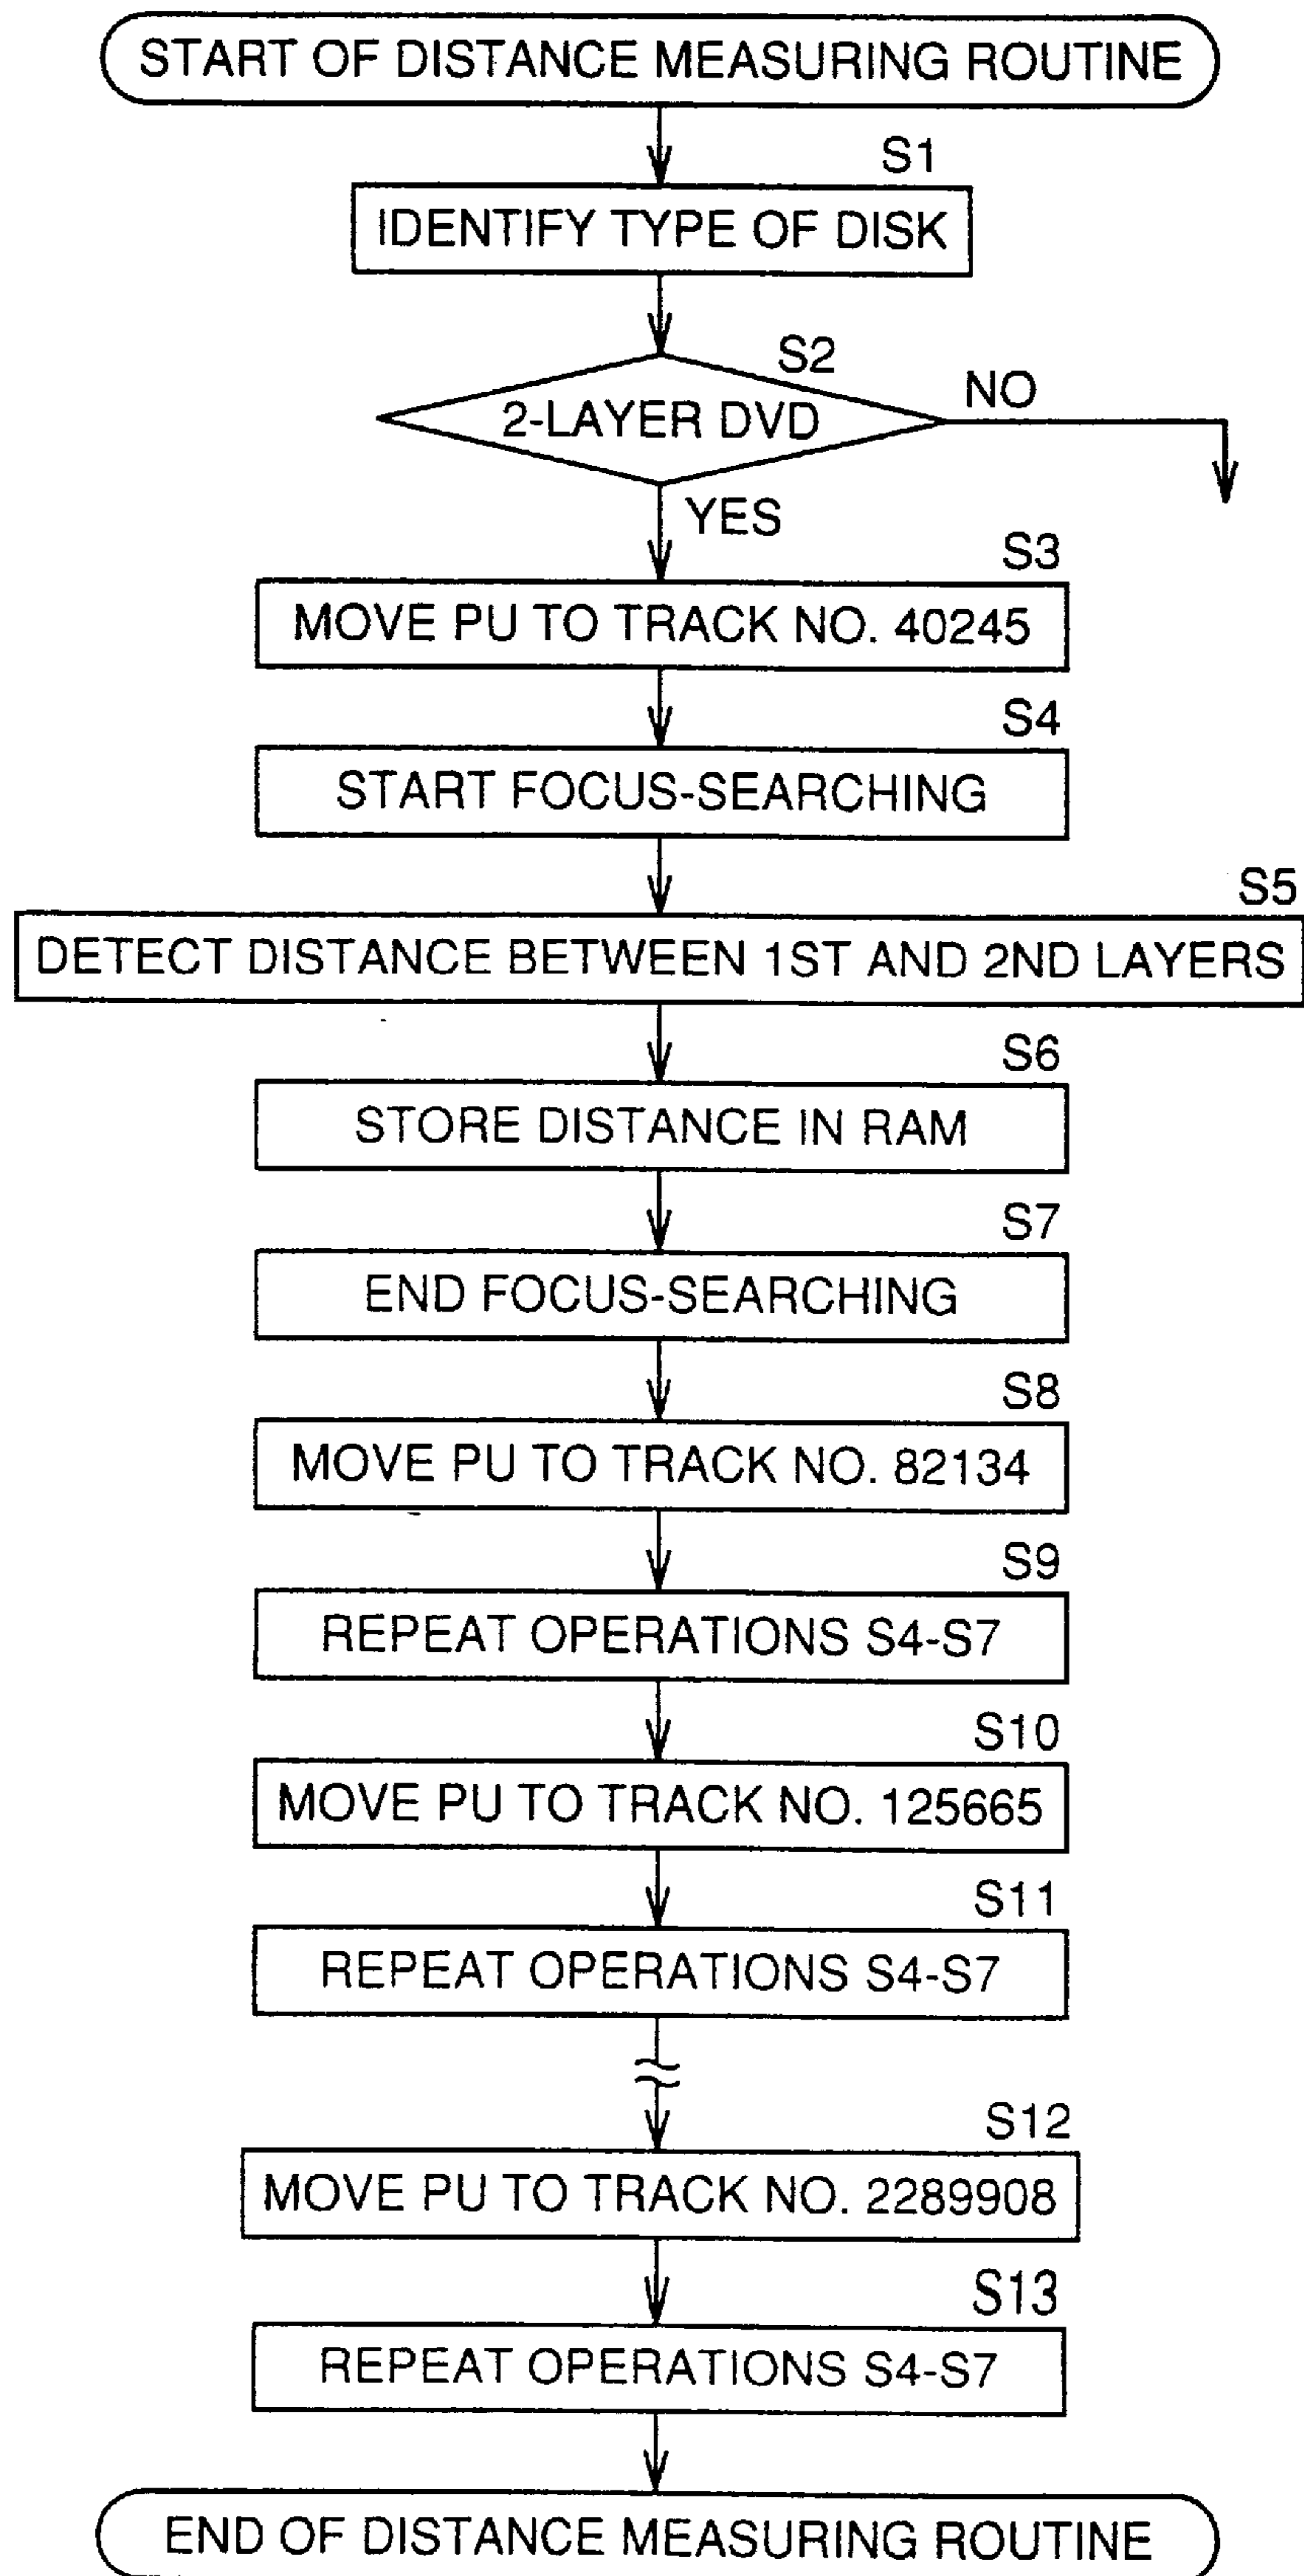 START OF DISTANCE MEASURING ROUTINE
S1
IDENTIFY TYPE OF DISK
S2
2-LAYER DVD
NO
YES
S3
MOVE PU TO TRACK NO. 40245
S4
START FOCUS-SEARCHING
S5
DETECT DISTANCE BETWEEN 1ST AND 2ND LAYERS
S6
STORE DISTANCE IN RAM
S7
END FOCUS-SEARCHING
S8
MOVE PU TO TRACK NO. 82134
S9
REPEAT OPERATIONS S4-S7
S10
MOVE PU TO TRACK NO. 125665
S11
REPEAT OPERATIONS S4-S7
S12
MOVE PU TO TRACK NO. 2289908
S13
REPEAT OPERATIONS S4-S7
END OF DISTANCE MEASURING ROUTINE